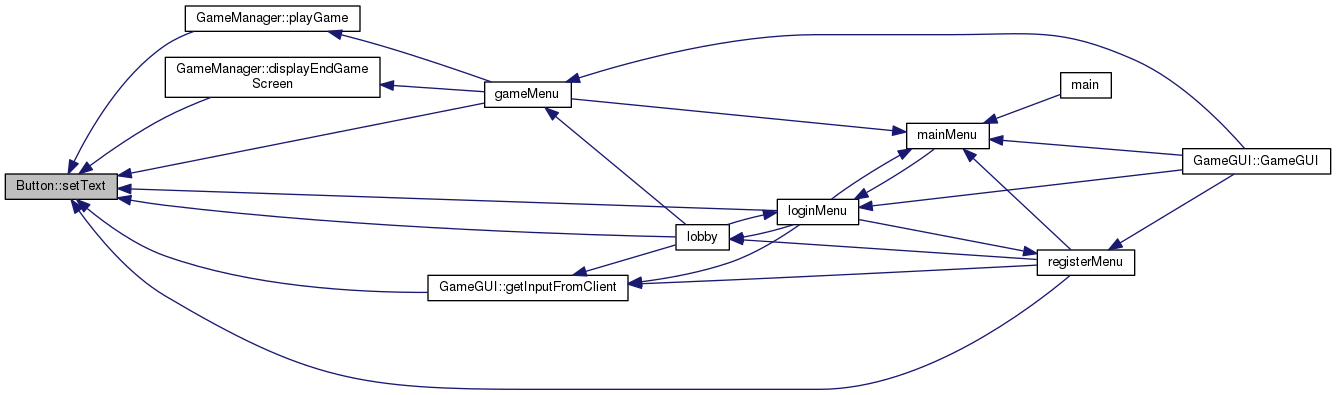 GameManager::playGame
GameManager::displayEndGame
Screen
gameMenu
main
mainMenu
GameGUI::GameGUI
Button::setText
loginMenu
lobby
registerMenu
GameGUI::getInputFromClient